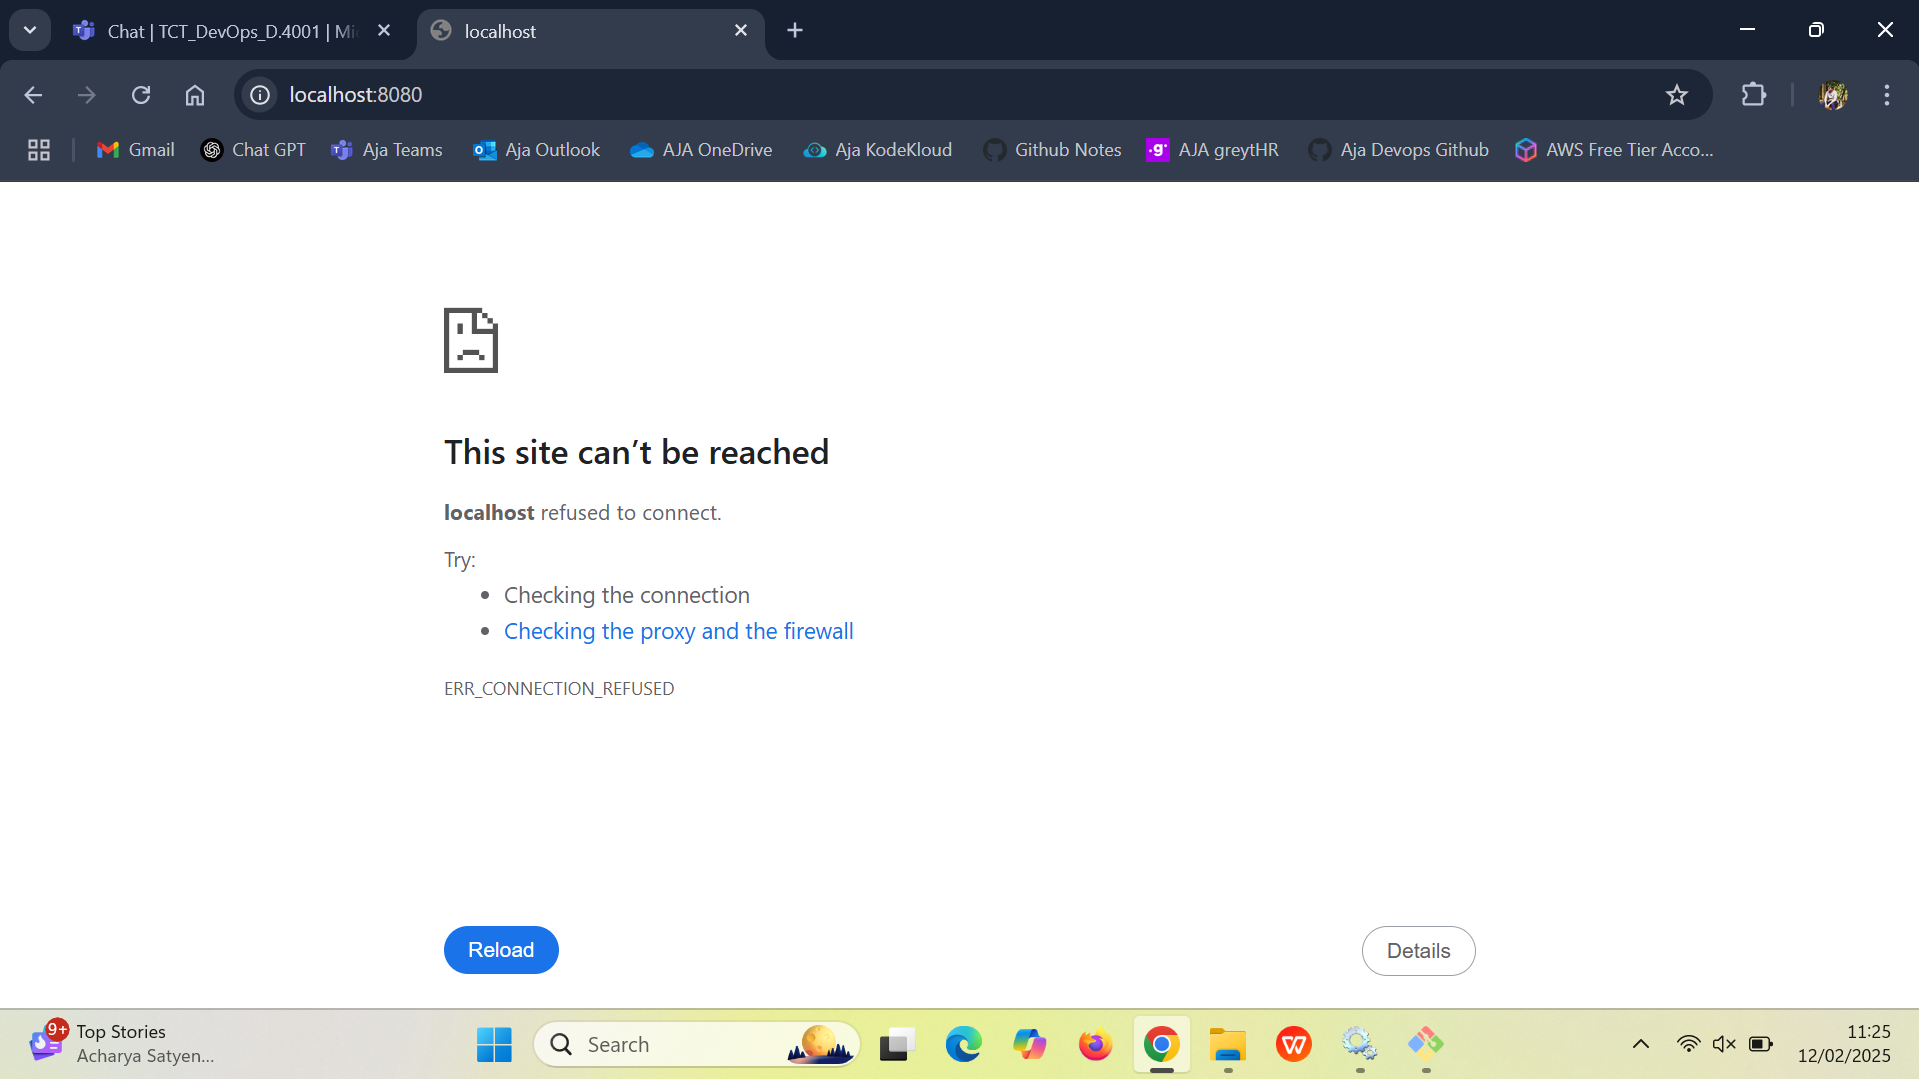 Chat | TCT_DevOps_D.4001 | Mi
localhost
localhost:8080
Gmail
Chat GPT
Aja Teams
Aja Outlook
AJA OneDrive
Aja KodeKloud
Github Notes
.g'
AJA greytHR
Aja Devops Github
AWS Free Tier Acco...
This site can’t be reached
localhost refused to connect.
Try:
• Checking the connection
• Checking the proxy and the firewall
ERR_CONNECTION_REFUSED
Reload
Details
9+
Top Stories
Acharya Satyen...
Search
11:25
12/02/2025